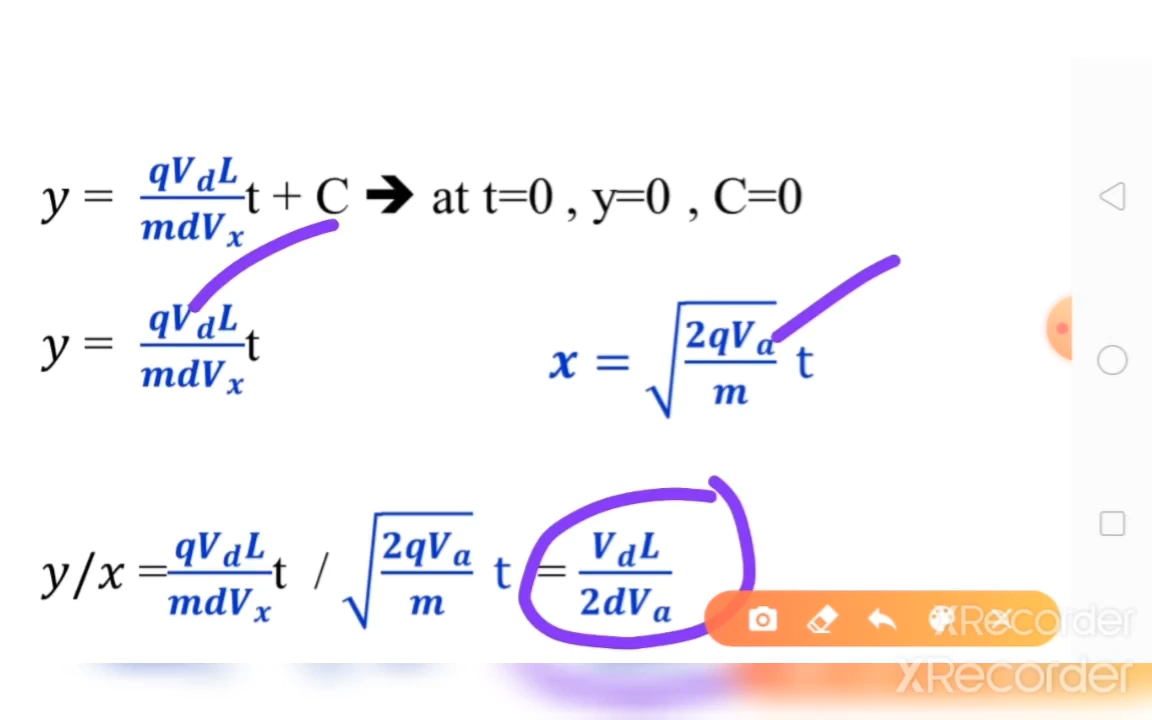 y = qV_dL/mdV_x t + C ➔ at t=0 , y=0 , C=0
y = qV_dL/mdV_x t
x = √(2qV_a/m) t
y/x = qV_dL/mdV_x t / √(2qV_a/m) t = V_dL/2dV_a
XRecorder
XRecorder